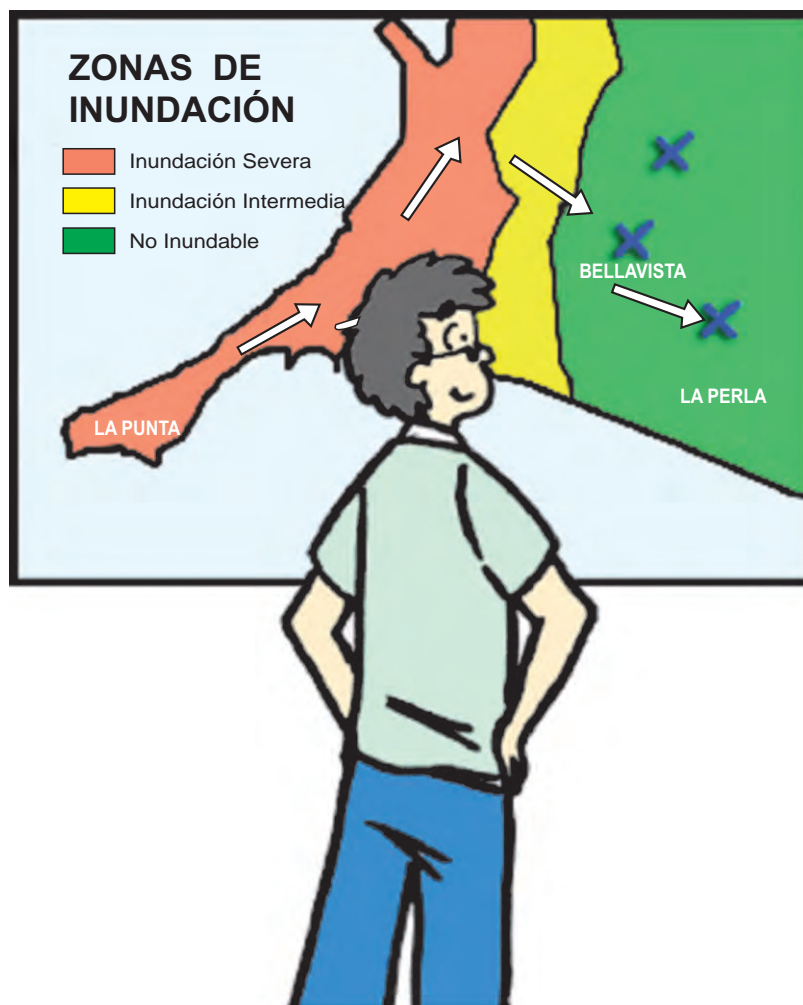 ZONAS DE
INUNDACIÓN
Inundación Severa
Inundación Intermedia
No Inundable
BELLAVISTA
LA PERLA
LA PUNTA